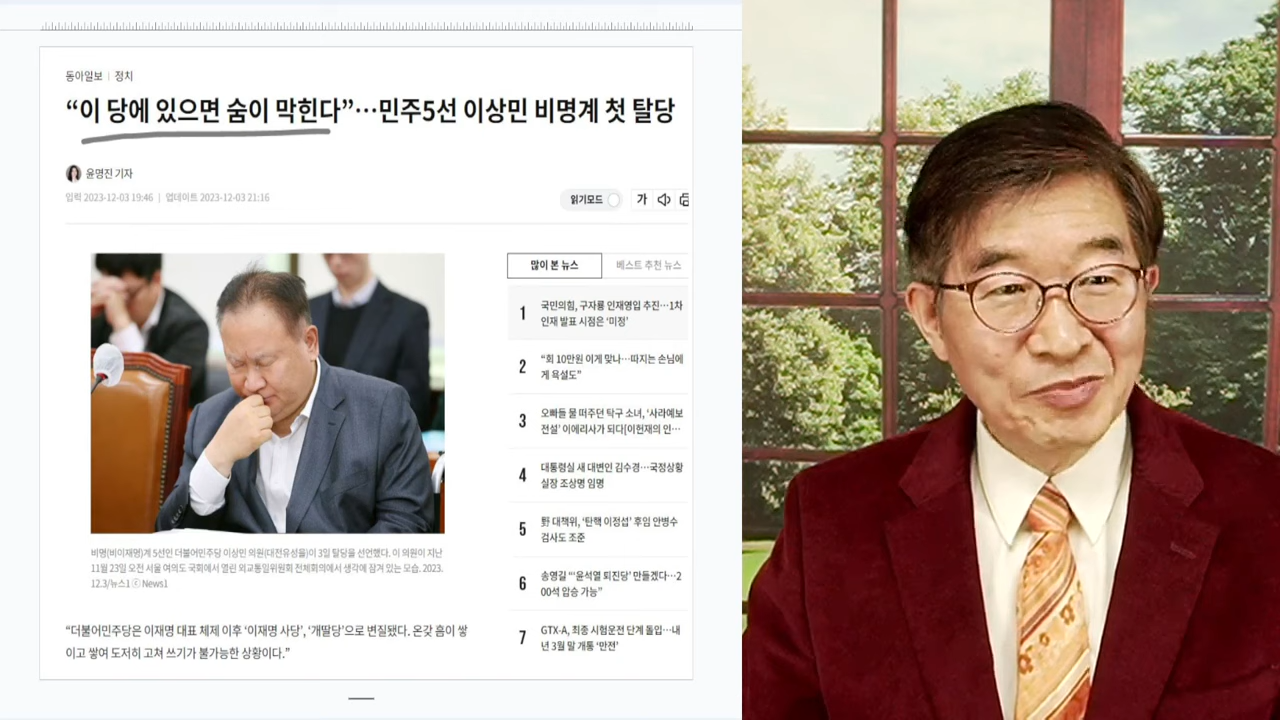 동아일보 | 정치
“이 당에 있으면 숨이 막힌다”…민주5선 이상민 비명계 첫 탈당
윤명진 기자
입력 2023-12-03 19:46 | 업데이트 2023-12-03 21:16
읽기모드
가
비명(비이재명)계 5선인 더불어민주당 이상민 의원(대전유성을)이 3일 탈당을 선언했다. 이 의원이 지난
11월 23일 오전 서울 여의도 국회에서 열린 외교통일위원회 전체회의에서 생각에 잠겨 있는 모습. 2023.
12.3/뉴스1 ⓒ News1
“더불어민주당은 이재명 대표 체제 이후 ‘이재명 사당’, ‘개딸당’으로 변질됐다. 온갖 흠이 쌓
이고 쌓여 도저히 고쳐 쓰기가 불가능한 상황이다.”
많이 본 뉴스
베스트 추천 뉴스
1
국민의힘, 구자룡 인재영입 추진…1차
인재 발표 시점은 ‘미정’
2
“회 10만원 이게 맞나…따지는 손님에
게 욕설도”
3
오빠들 물 떠주던 탁구 소녀, ‘사라예보
전설’ 이에리사가 되다[이헌재의 인…
4
대통령실 새 대변인 김수경…국정상황
실장 조상명 임명
5
野 대책위, ‘탄핵 이정섭’ 후임 안병수
검사도 조준
6
송영길 “‘윤석열 퇴진당’ 만들겠다…2
00석 압승 가능”
7
GTX-A, 최종 시험운전 단계 돌입…내
년 3월 말 개통 ‘만전’